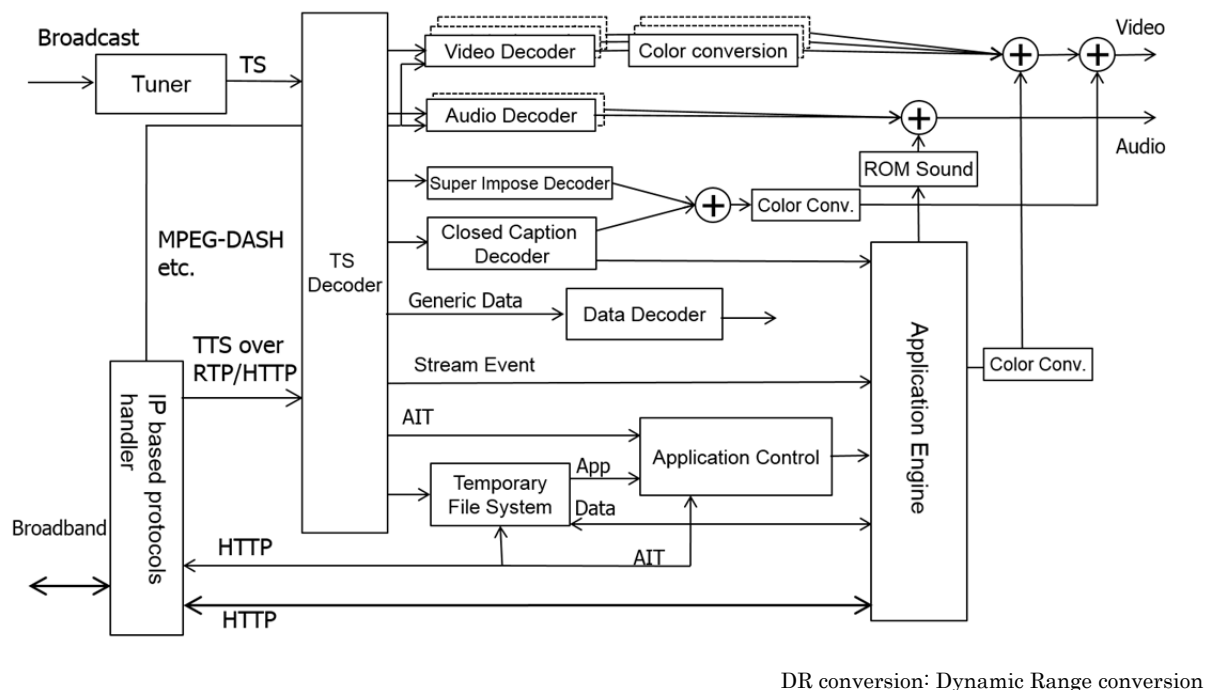 Broadcast
Tuner
TS
TS
Decoder
Video Decoder
Color conversion
Video
Audio Decoder
Audio
ROM Sound
Super Impose Decoder
Color Conv.
Closed Caption
Decoder
MPEG-DASH
etc.
Generic Data
Data Decoder
TTS over
RTP/HTTP
Stream Event
Application Engine
Color Conv.
IP based protocols
handler
AIT
Application Control
App
Temporary
File System
Data
Broadband
HTTP
AIT
HTTP
DR conversion: Dynamic Range conversion